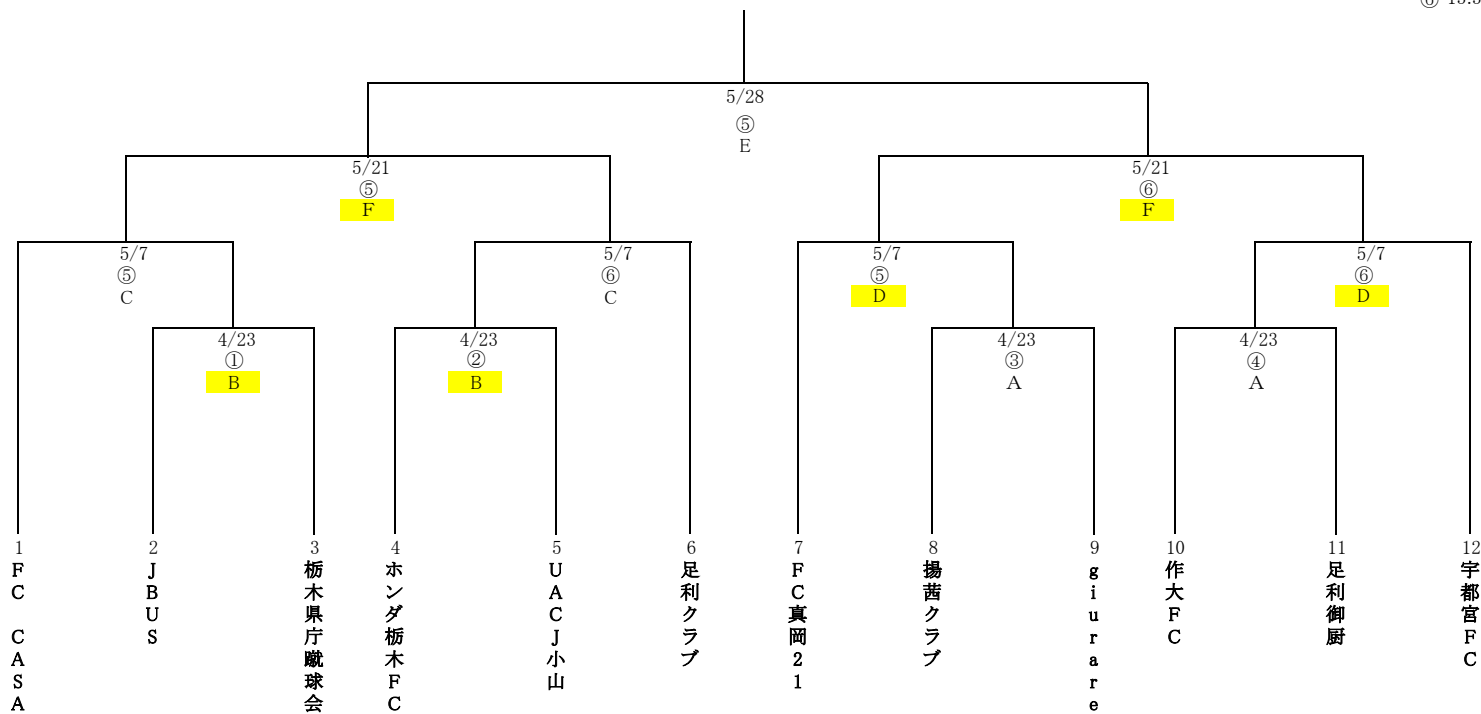 ⑥ 15:3
5/28
⑤
E
5/21
⑤
F
5/21
⑥
F
5/7
⑤
C
5/7
⑥
C
5/7
⑤
D
5/7
⑥
D
4/23
①
B
4/23
②
B
4/23
③
A
4/23
④
A
1
FC CASA
2
JBUS
3
栃木県庁蹴球会
4
ホンダ栃木FC
5
UACJ小山
6
足利クラブ
7
FC真岡21
8
揚茜クラブ
9
giurare
10
作大FC
11
足利御厨
12
宇都宮FC